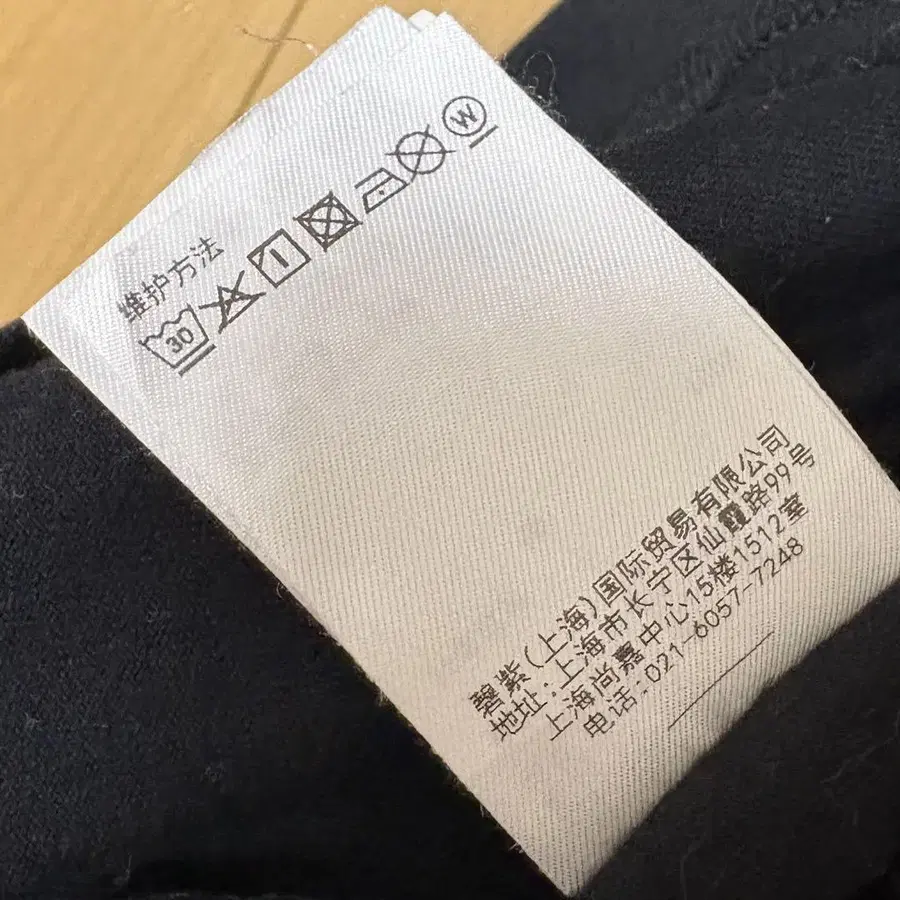 维护方法
30
W
磬紫(上海)国际贸易有限公司
地址:上海市长宁区仙霞路99号
上海尚嘉中心15楼1512室
电话:021-6057-7248